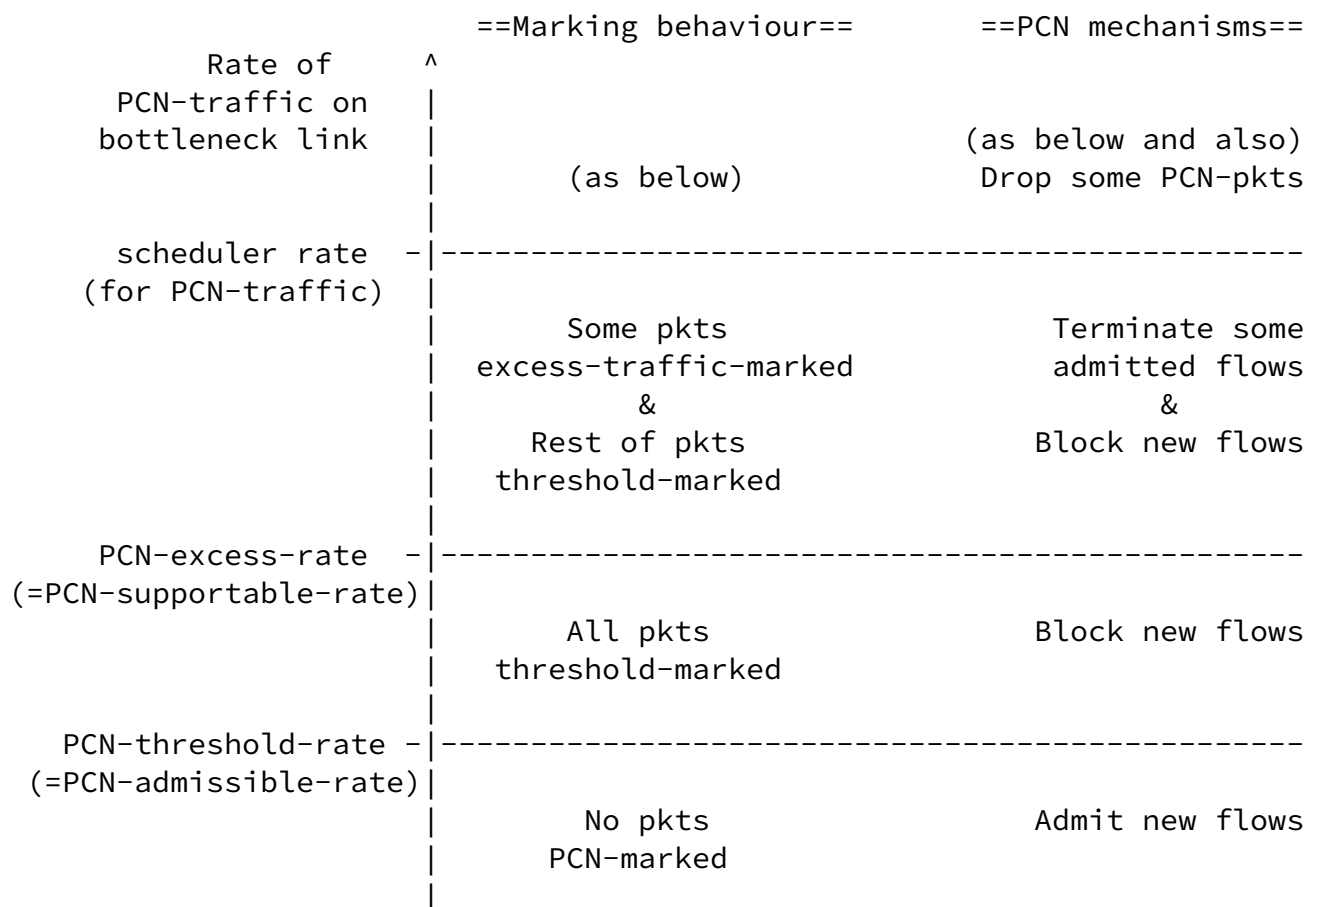 ==Marking behaviour== ==PCN mechanisms==
Rate of ^
PCN-traffic on |
bottleneck link | (as below and also)
| (as below) Drop some PCN-pkts
|
scheduler rate -|------------------------------------------------
(for PCN-traffic) |
| Some pkts Terminate some
| excess-traffic-marked admitted flows
| & &
| Rest of pkts Block new flows
| threshold-marked
|
PCN-excess-rate -|------------------------------------------------
(=PCN-supportable-rate)|
| All pkts Block new flows
| threshold-marked
|
PCN-threshold-rate -|------------------------------------------------
(=PCN-admissible-rate)|
| No pkts Admit new flows
| PCN-marked
|